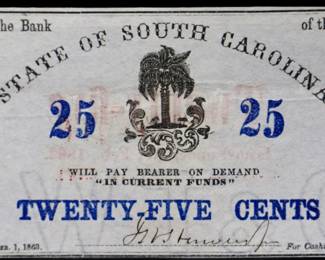 the Bank of the
STATE OF SOUTH CAROLINA
25 25
WILL PAY BEARER ON DEMAND
"IN CURRENT FUNDS"
TWENTY-FIVE CENTS
1, 1863.
For Cashi